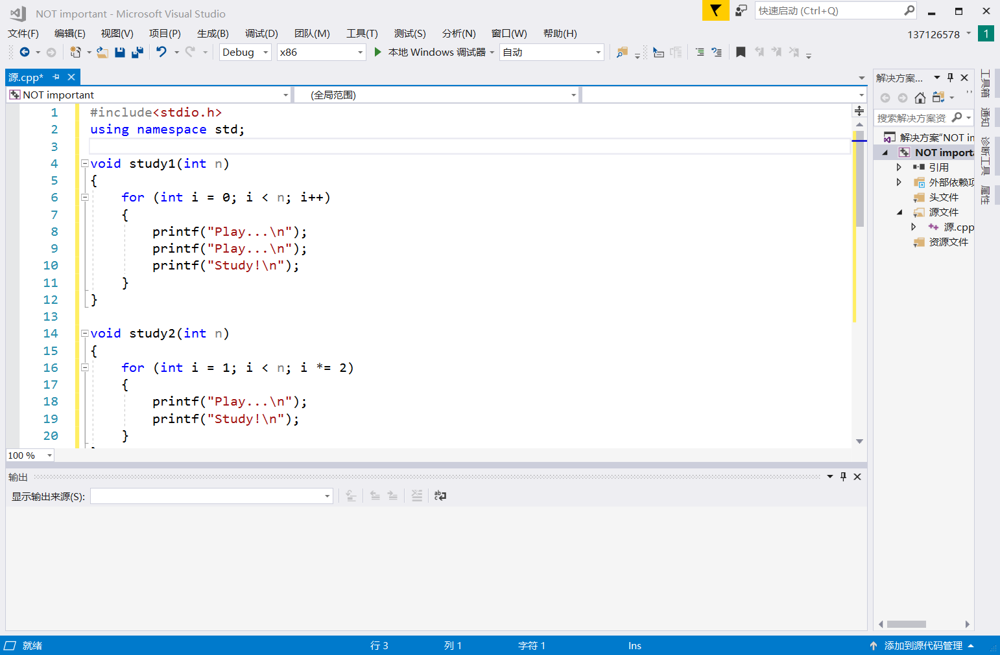 NOT important - Microsoft Visual Studio
快速启动 (Ctrl+Q)
文件(F) 编辑(E) 视图(V) 项目(P) 生成(B) 调试(D) 团队(M) 工具(T) 测试(S) 分析(N) 窗口(W) 帮助(H)
137126578 1
Debug x86 本地 Windows 调试器 自动
源.cpp*
NOT important (全局范围)
1 #include<stdio.h>
2 using namespace std;
3
4 void study1(int n)
5 {
6 for (int i = 0; i < n; i++)
7 {
8 printf("Play...\n");
9 printf("Play...\n");
10 printf("Study!\n");
11 }
12 }
13
14 void study2(int n)
15 {
16 for (int i = 1; i < n; i *= 2)
17 {
18 printf("Play...\n");
19 printf("Study!\n");
20 }
100 %
输出
显示输出来源(S):
解决方案...
搜索解决方案资
解决方案"NOT in
NOT importa
引用
外部依赖项
头文件
源文件
源.cpp
资源文件
工具箱
通知
诊断工具
属性
就绪 行 3 列 1 字符 1 Ins 添加到源代码管理